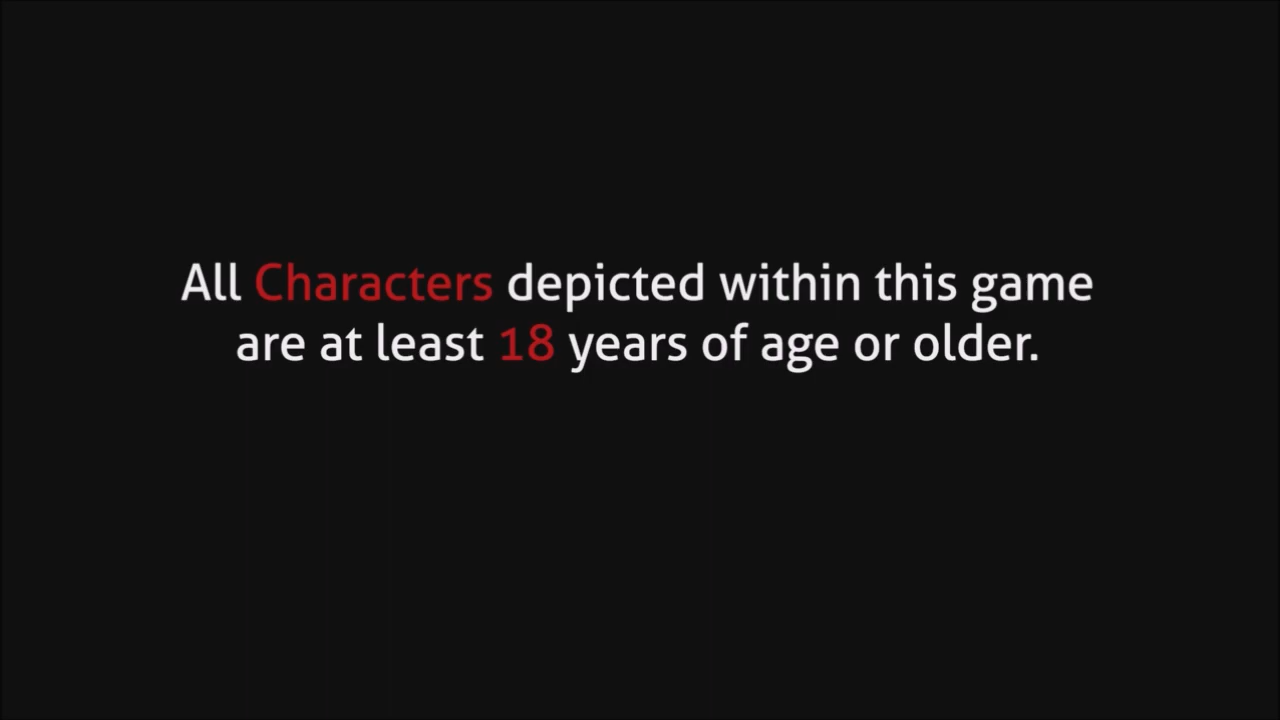 All Characters depicted within this game
are at least 18 years of age or older.